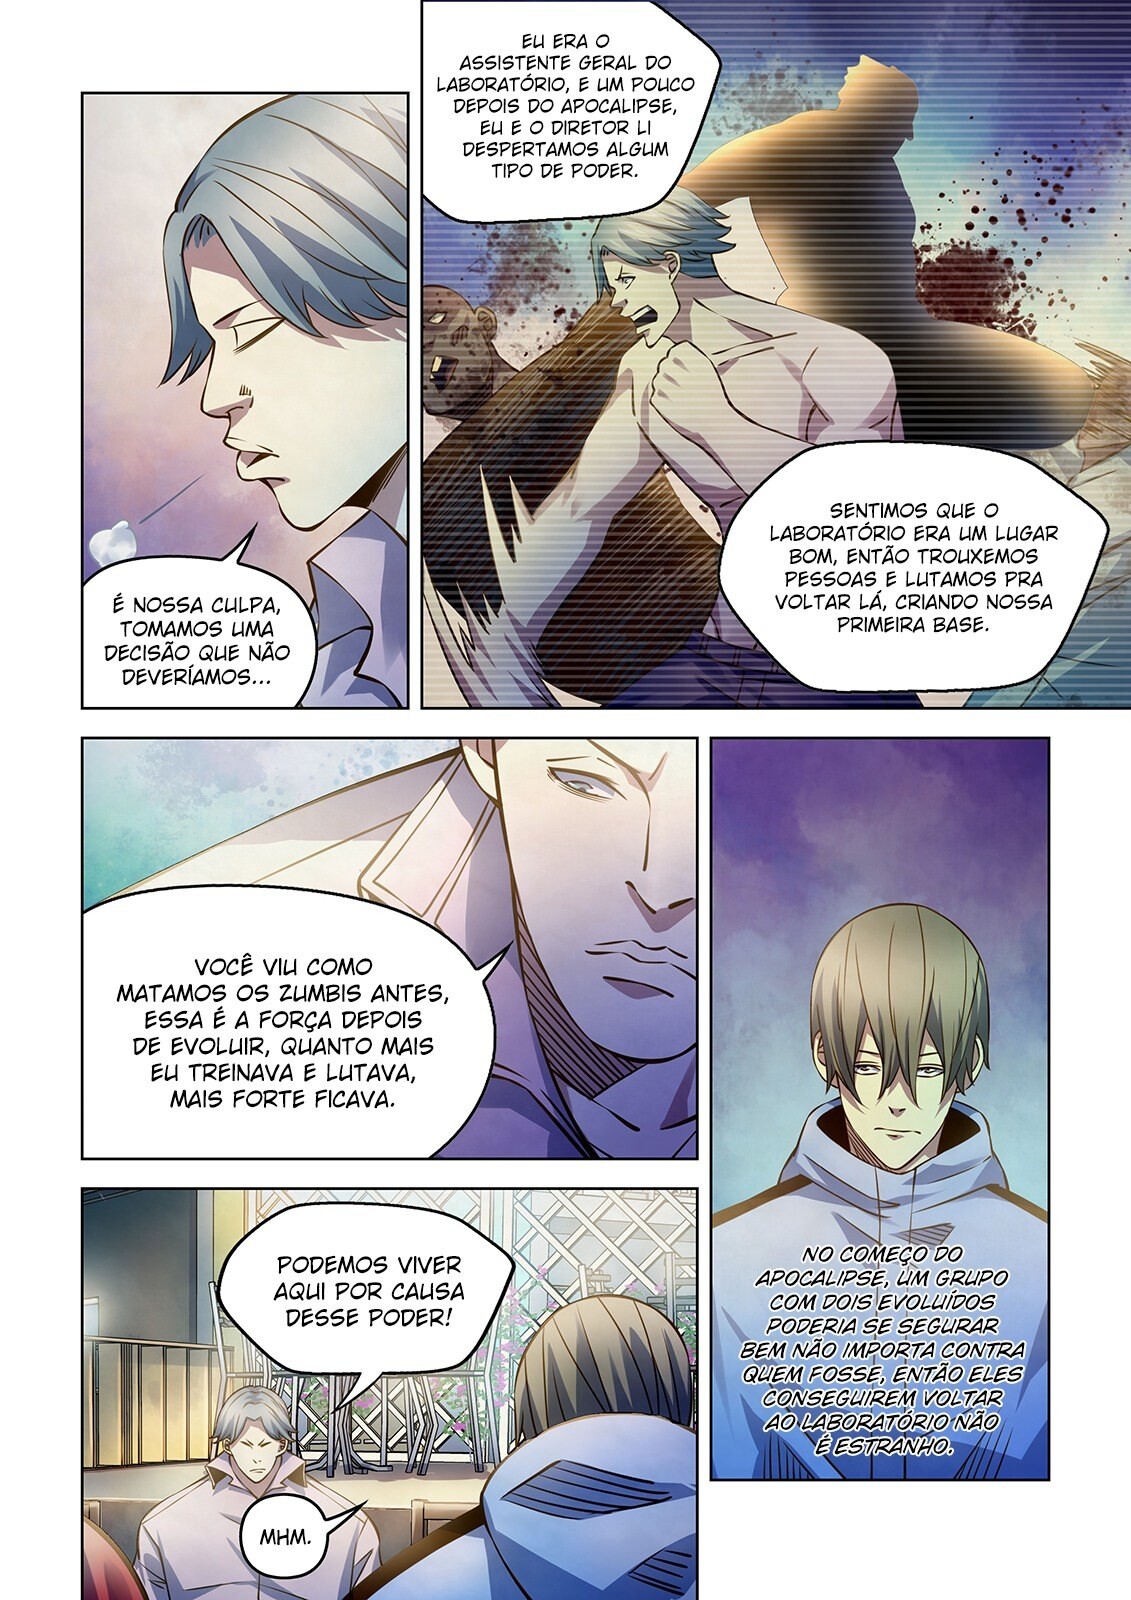 EU ERA O
ASSISTENTE GERAL DO
LABORATÓRIO, E UM POUCO
DEPOIS DO APOCALIPSE,
EU E O DIRETOR LI
DESPERTAMOS ALGUM
TIPO DE PODER.
SENTIMOS QUE O
LABORATÓRIO ERA UM LUGAR
BOM, ENTÃO TROUXEMOS
PESSOAS E LUTAMOS PRA
VOLTAR LÁ, CRIANDO NOSSA
PRIMEIRA BASE.
É NOSSA CULPA,
TOMAMOS UMA
DECISÃO QUE NÃO
DEVERÍAMOS...
VOCÊ VIU COMO
MATAMOS OS ZUMBIS ANTES,
ESSA É A FORÇA DEPOIS
DE EVOLUIR, QUANTO MAIS
EU TREINAVA E LUTAVA,
MAIS FORTE FICAVA.
NO COMEÇO DO
APOCALIPSE, UM GRUPO
COM DOIS EVOLUÍDOS
PODERIA SE SEGURAR
BEM NÃO IMPORTA CONTRA
QUEM FOSSE, ENTÃO ELES
CONSEGUIREM VOLTAR
AO LABORATÓRIO NÃO
É ESTRANHO.
PODEMOS VIVER
AQUI POR CAUSA
DESSE PODER!
MHM.